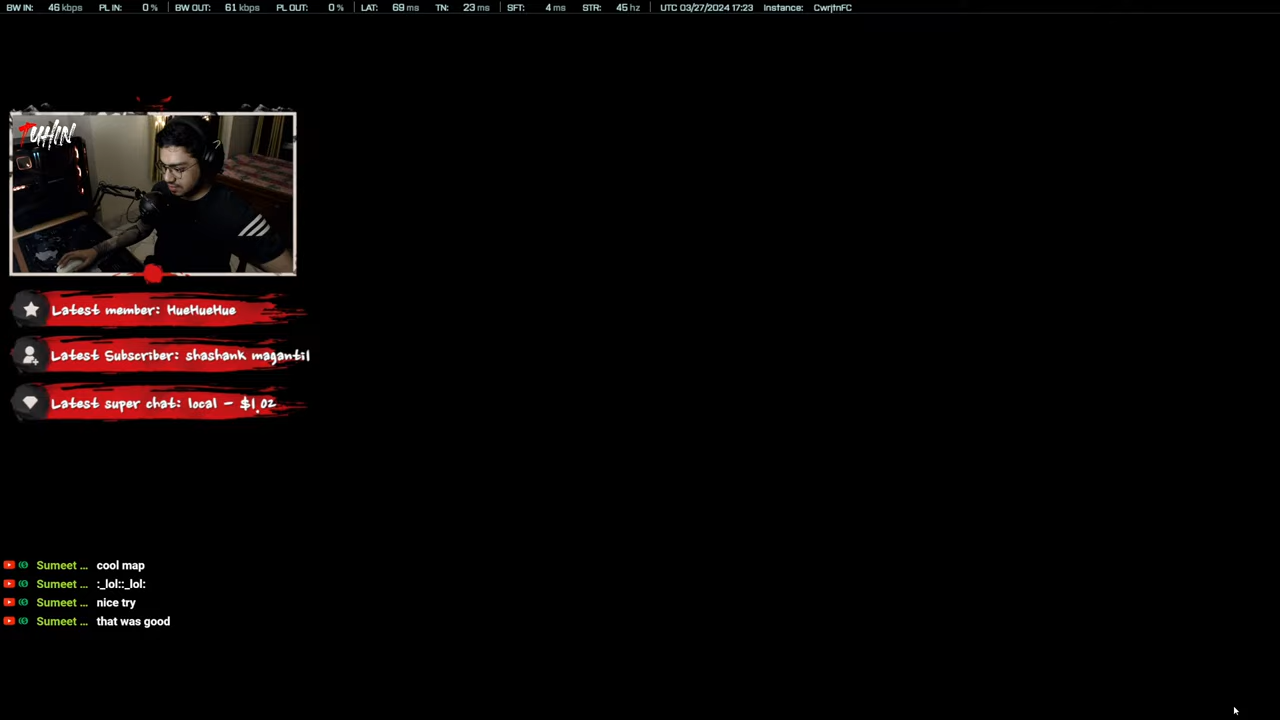 BW IN: 46 kbps PL IN: 0 % BW OUT: 61 kbps PL OUT: 0 % LAT: 69 ms TN: 23 ms SFT: 4 ms STR: 45 hz UTC 03/27/2024 17:23 Instance: Cwr|tnFC
TUHIN
Latest member: HueHueHue
Latest Subscriber: shashank magantil
Latest super chat: local - $1.02
Sumeet ... cool map
Sumeet ... :_lol::_lol:
Sumeet ... nice try
Sumeet ... that was good